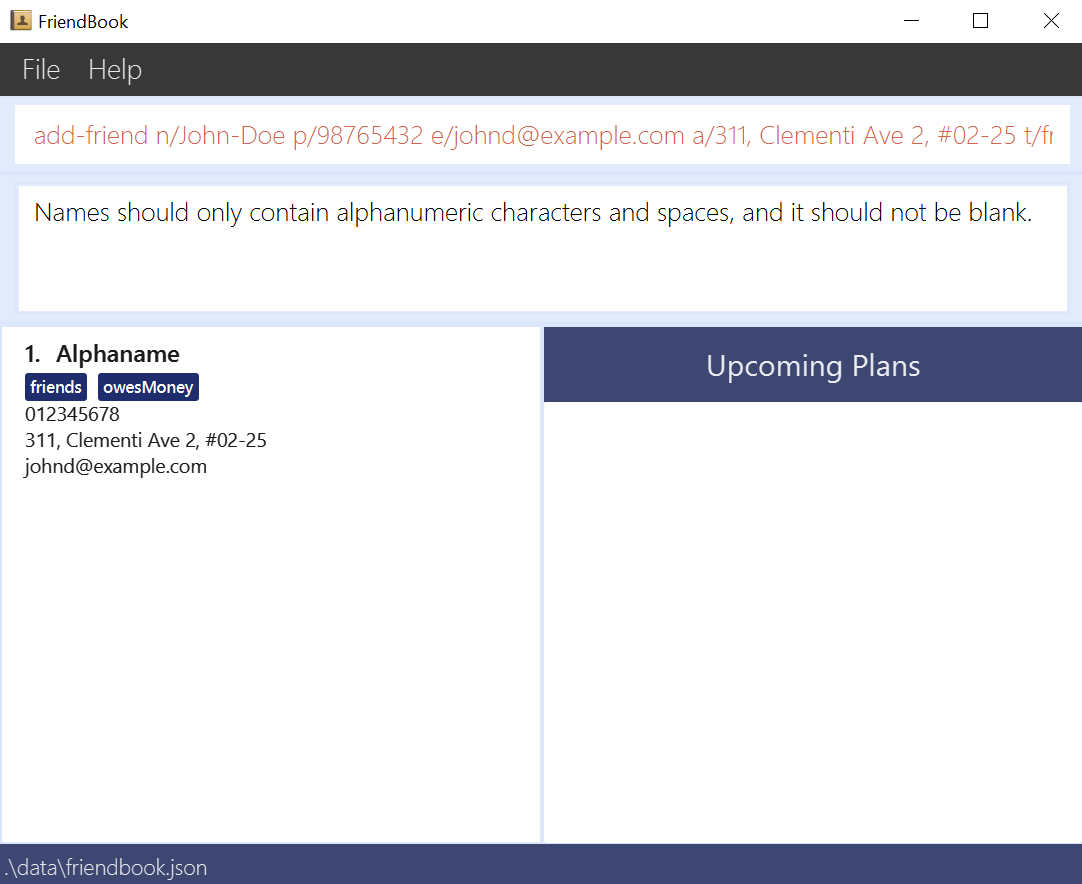 FriendBook
File Help
add-friend n/John-Doe p/98765432 e/johnd@example.com a/311, Clementi Ave 2, #02-25 t/fr
Names should only contain alphanumeric characters and spaces, and it should not be blank.
1. Alphaname
friends owesMoney
012345678
311, Clementi Ave 2, #02-25
johnd@example.com
Upcoming Plans
.\data\friendbook.json